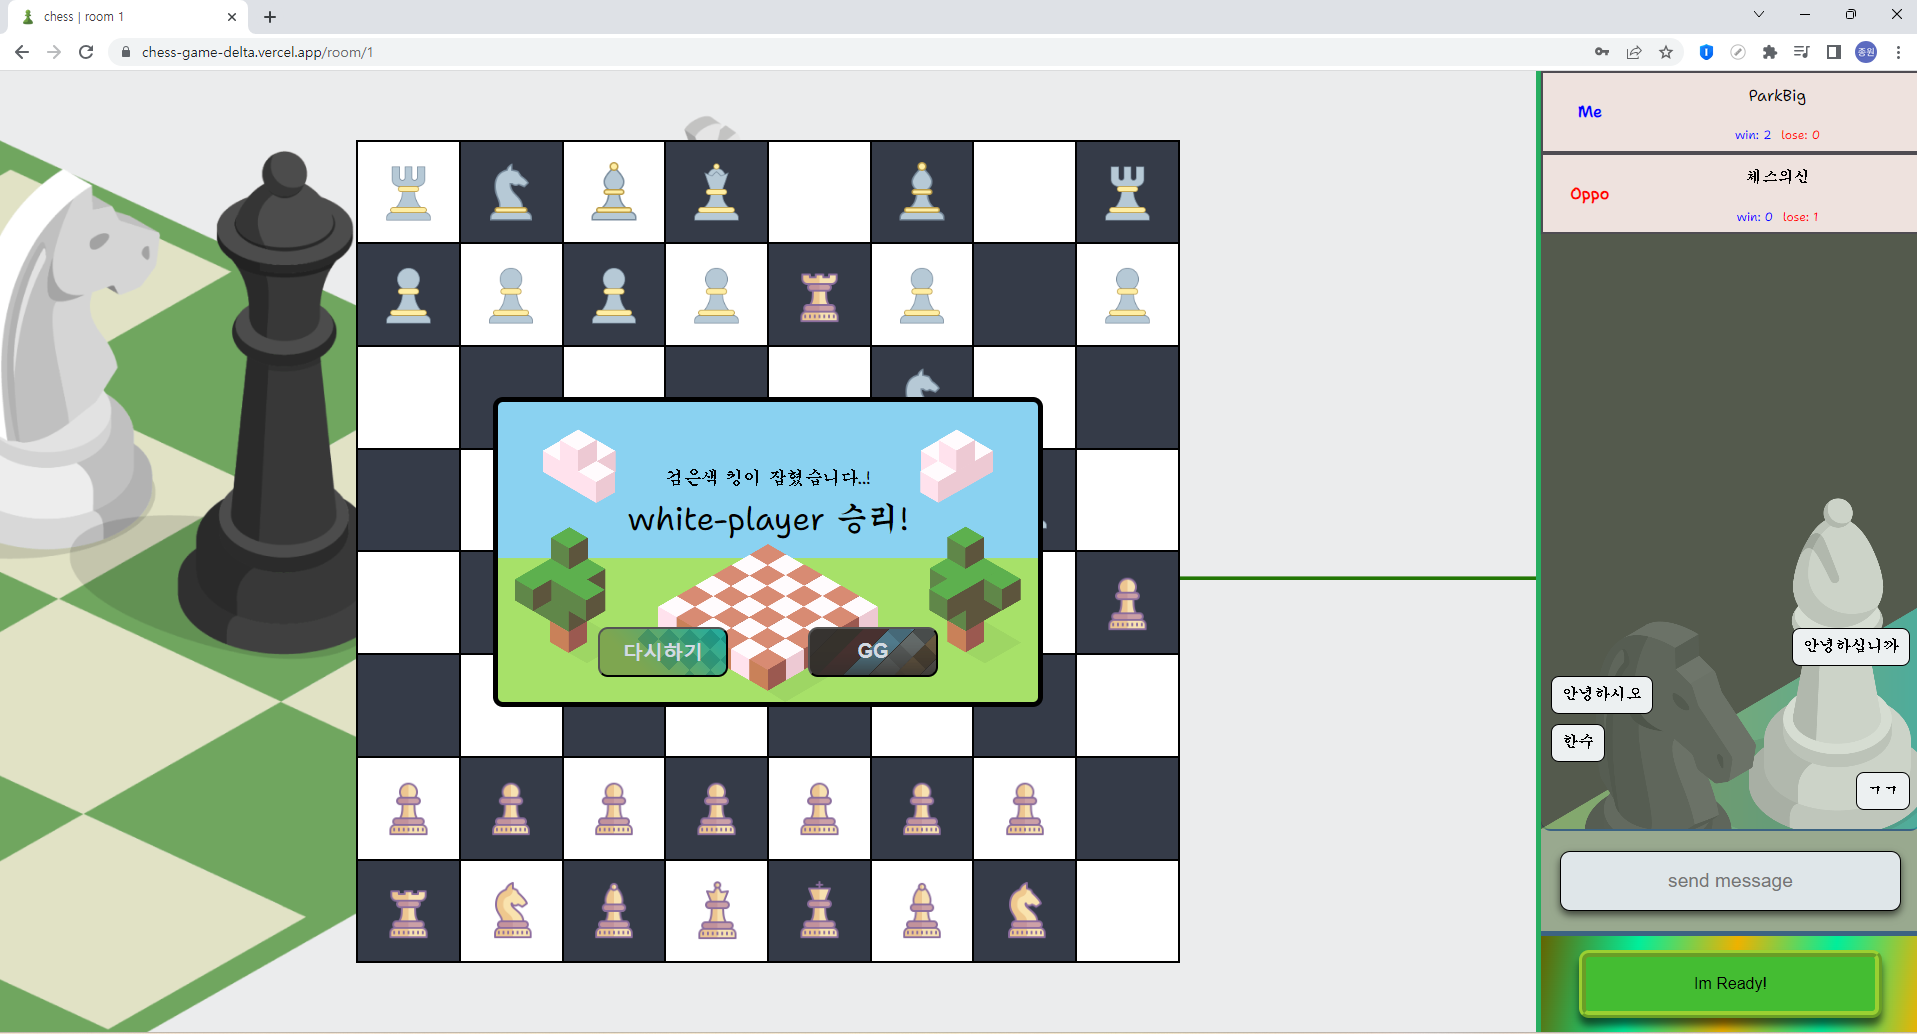 chess | room 1
chess-game-delta.vercel.app/room/1
종원
Me
ParkBig
win: 2 lose: 0
Oppo
체스의신
win: 0 lose: 1
검은색 킹이 잡혔습니다..!
white-player 승리!
다시하기
GG
안녕하십니까
안녕하시오
한수
ㄱㄱ
send message
Im Ready!